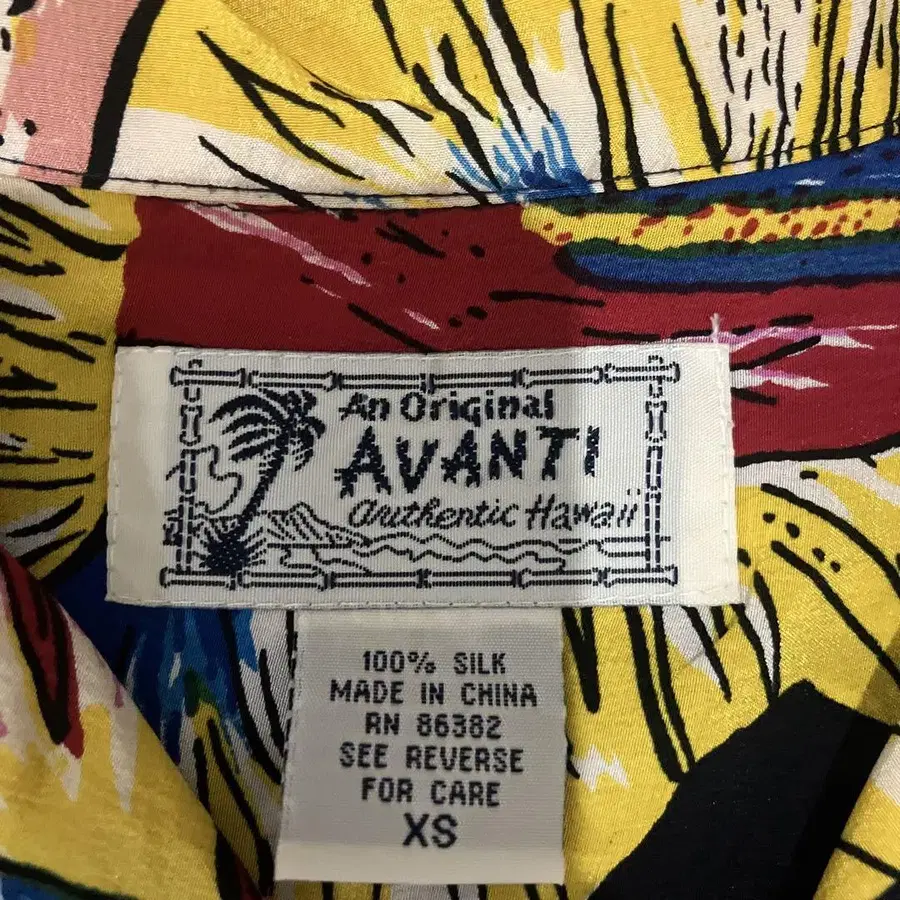 An Original
AVANTI
authentic Hawaii
100% SILK
MADE IN CHINA
RN 86382
SEE REVERSE
FOR CARE
XS